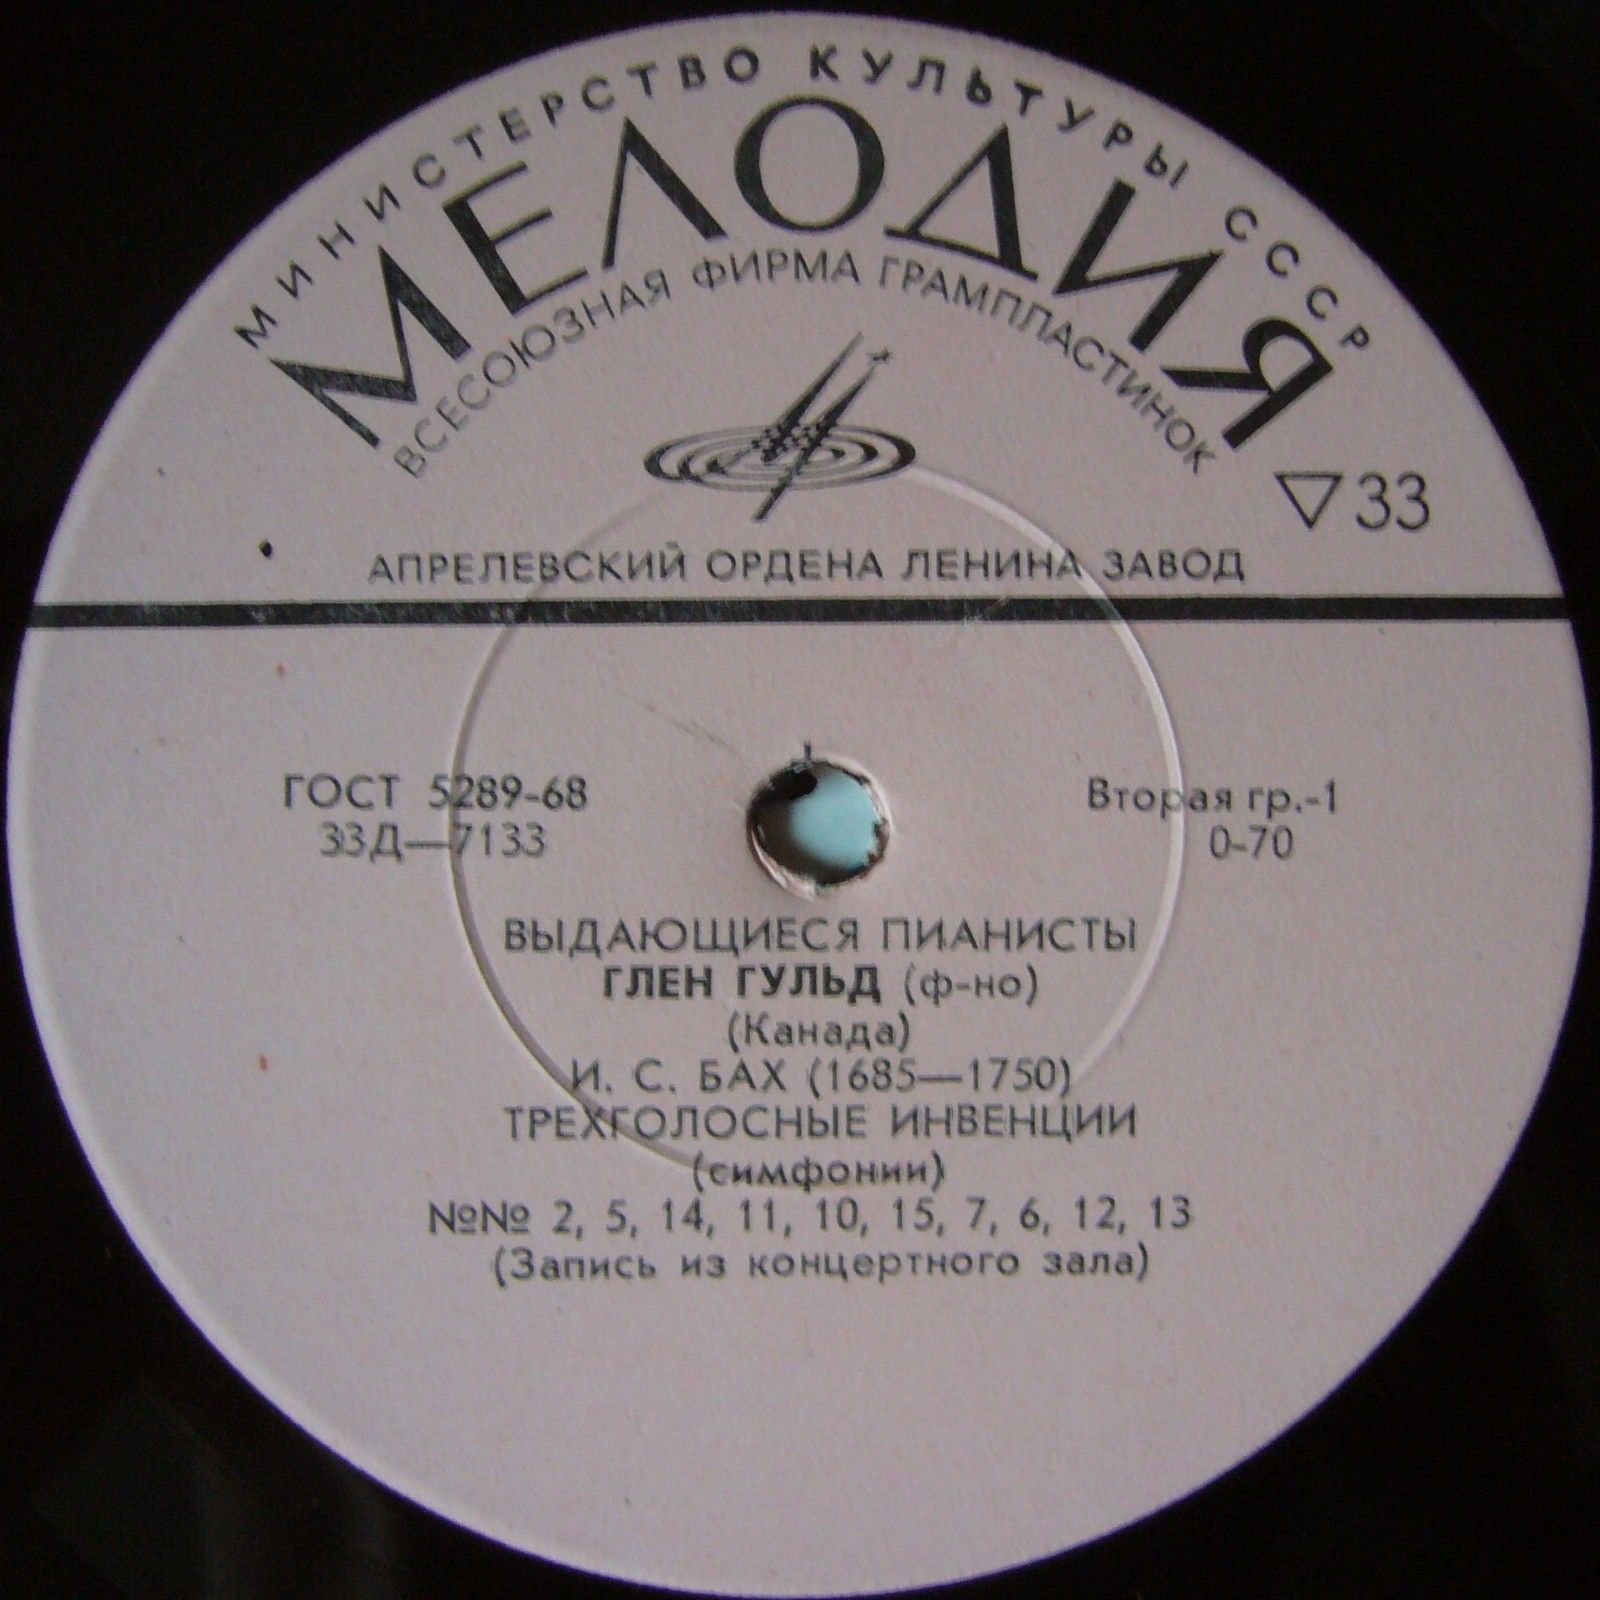 МИНИСТЕРСТВО КУЛЬТУРЫ СССР
МЕЛОДИЯ
ВСЕСОЮЗНАЯ ФИРМА ГРАМПЛАСТИНОК
▽33
АПРЕЛЕВСКИЙ ОРДЕНА ЛЕНИНА ЗАВОД
ГОСТ 5289-68
33Д—7133
Вторая гр.-1
0-70
ВЫДАЮЩИЕСЯ ПИАНИСТЫ
ГЛЕН ГУЛЬД (ф-но)
(Канада)
И. С. БАХ (1685—1750)
ТРЕХГОЛОСНЫЕ ИНВЕНЦИИ
(симфонии)
№№ 2, 5, 14, 11, 10, 15, 7, 6, 12, 13
(Запись из концертного зала)